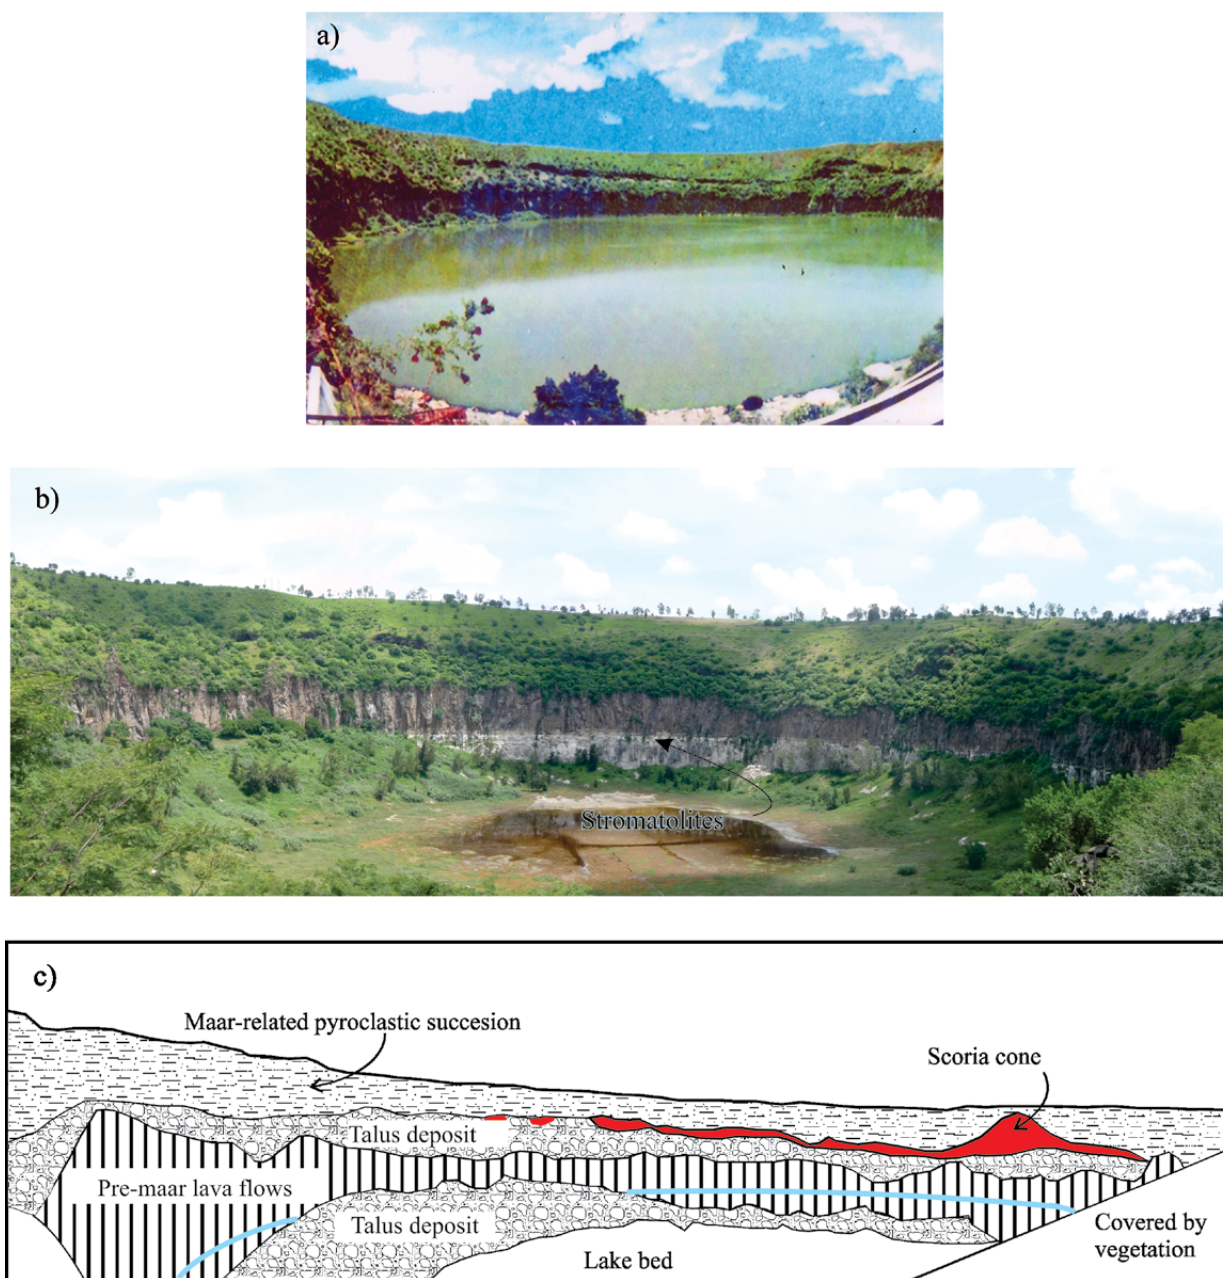 a)
b)
Stromatolites
c)
Maar-related pyroclastic succesion
Scoria cone
Talus deposit
Pre-maar lava flows
Talus deposit
Covered by
vegetation
Lake bed